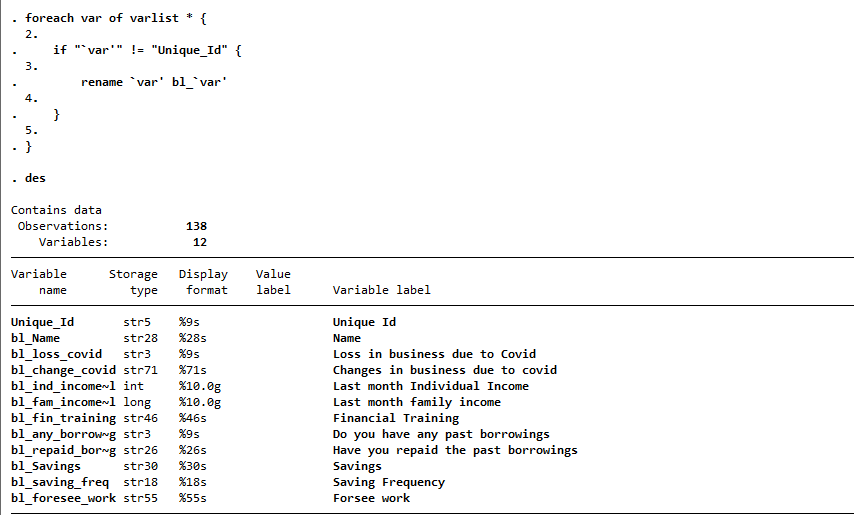 . foreach var of varlist * {
  2.
.     if "`var'" != "Unique_Id" {
  3.
.         rename `var' bl_`var'
  4.
.     }
  5.
. }
. des
Contains data
 Observations:           138
    Variables:            12
Variable      Storage   Display    Value
    name         type    format    label      Variable label
Unique_Id       str5    %9s                   Unique Id
bl_Name         str28   %28s                  Name
bl_loss_covid   str3    %9s                   Loss in business due to Covid
bl_change_covid str71   %71s                  Changes in business due to covid
bl_ind_income~l int     %10.0g                Last month Individual Income
bl_fam_income~l long    %10.0g                Last month family income
bl_fin_training str46   %46s                  Financial Training
bl_any_borrow~g str3    %9s                   Do you have any past borrowings
bl_repaid_bor~g str26   %26s                  Have you repaid the past borrowings
bl_Savings      str30   %30s                  Savings
bl_saving_freq  str18   %18s                  Saving Frequency
bl_foresee_work str55   %55s                  Forsee work